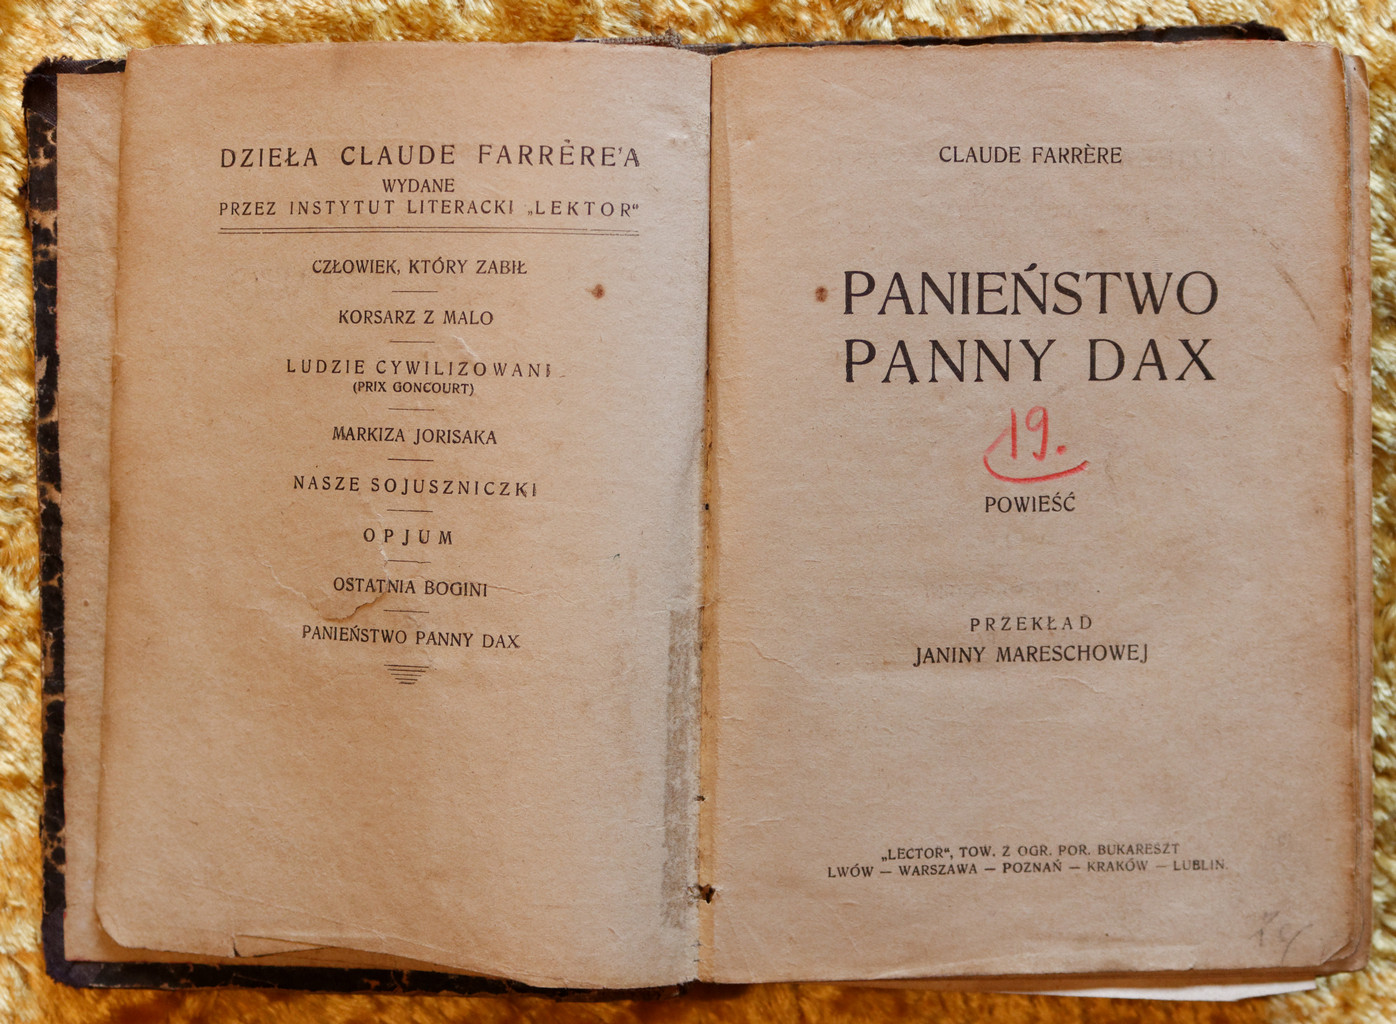 DZIEŁA CLAUDE FARRÈRE'A
WYDANE
PRZEZ INSTYTUT LITERACKI „LEKTOR“
CZŁOWIEK, KTÓRY ZABIŁ
KORSARZ Z MALO
LUDZIE CYWILIZOWANI
(PRIX GONCOURT)
MARKIZA JORISAKA
NASZE SOJUSZNICZKI
OPJUM
OSTATNIA BOGINI
PANIEŃSTWO PANNY DAX
CLAUDE FARRÈRE
PANIEŃSTWO
PANNY DAX
19.
POWIEŚĆ
PRZEKŁAD
JANINY MARESCHOWEJ
„LECTOR“, TOW. Z OGR. POR. BUKARESZT
LWÓW — WARSZAWA — POZNAŃ — KRAKÓW — LUBLIN.